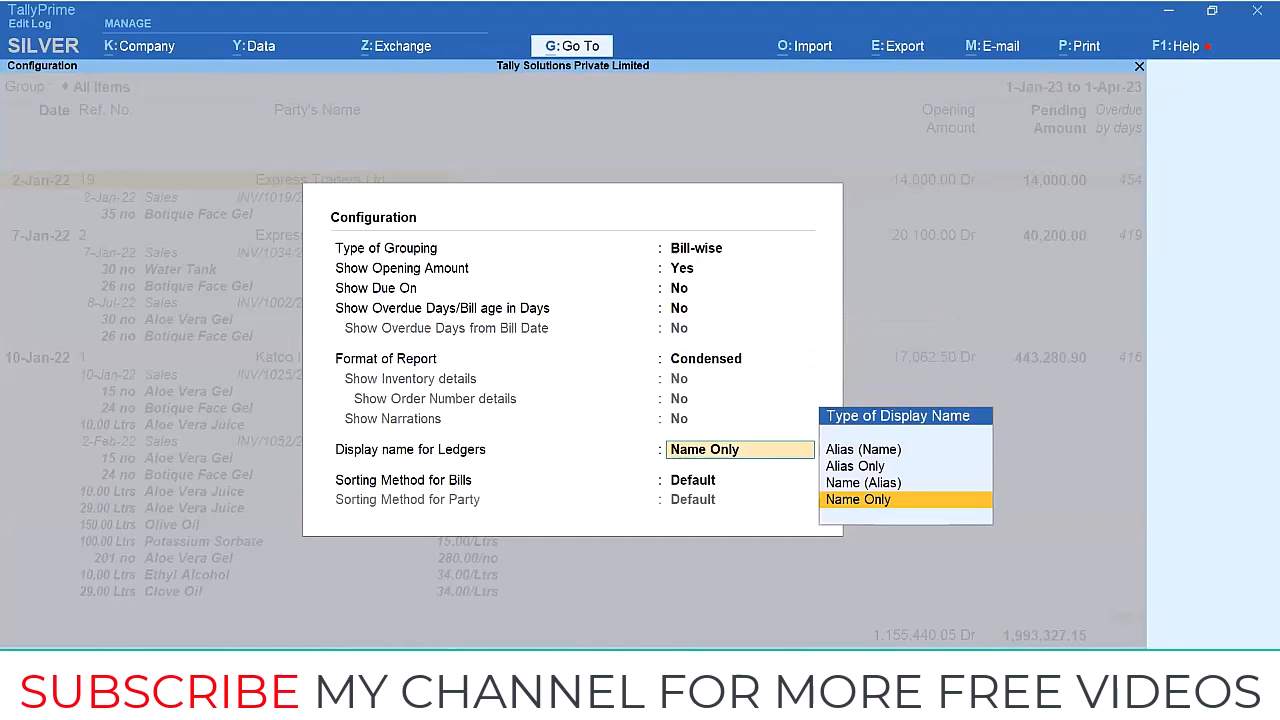 TallyPrime
Edit Log
MANAGE
SILVER K:Company Y:Data Z:Exchange G:Go To O:Import E:Export M:E-mail P:Print F1:Help
Configuration Tally Solutions Private Limited
Group : ♦ All Items 1-Jan-23 to 1-Apr-23
Date Ref. No. Party's Name Opening Pending Overdue
Amount Amount by days
2-Jan-22 19 Express Traders Ltd 14,000.00 Dr 14,000.00 454
2-Jan-22 Sales INV/1019/2
35 no Botique Face Gel
7-Jan-22 2 Expres 20,100.00 Dr 40,200.00 419
7-Jan-22 Sales INV/1034/2
30 no Water Tank
26 no Botique Face Gel
8-Jul-22 Sales INV/1002/2
30 no Aloe Vera Gel
26 no Botique Face Gel
10-Jan-22 1 Katco I 17,062.50 Dr 443,280.90 416
10-Jan-22 Sales INV/1025/2
15 no Aloe Vera Gel
24 no Botique Face Gel
10.00 Ltrs Aloe Vera Juice
2-Feb-22 Sales INV/1052/2
15 no Aloe Vera Gel
24 no Botique Face Gel
10.00 Ltrs Aloe Vera Juice
29.00 Ltrs Aloe Vera Juice
150.00 Ltrs Olive Oil
100.00 Ltrs Potassium Sorbate 15.00/Ltrs
201 no Aloe Vera Gel 280.00/no
10.00 Ltrs Ethyl Alcohol 34.00/Ltrs
29.00 Ltrs Clove Oil 34.00/Ltrs
1,155,440.05 Dr 1,993,327.15
Configuration
Type of Grouping : Bill-wise
Show Opening Amount : Yes
Show Due On : No
Show Overdue Days/Bill age in Days : No
Show Overdue Days from Bill Date : No
Format of Report : Condensed
Show Inventory details : No
Show Order Number details : No
Show Narrations : No
Display name for Ledgers : Name Only
Sorting Method for Bills : Default
Sorting Method for Party : Default
Type of Display Name
Alias (Name)
Alias Only
Name (Alias)
Name Only
SUBSCRIBE MY CHANNEL FOR MORE FREE VIDEOS